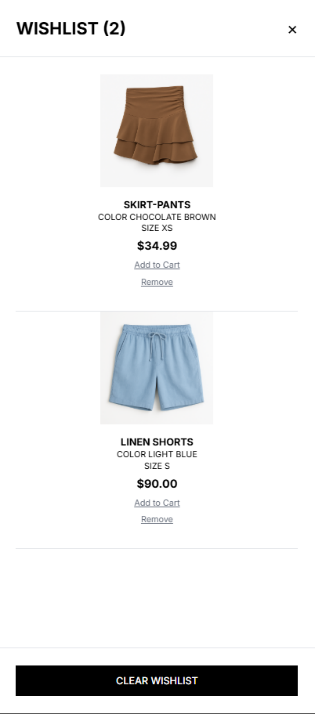 WISHLIST (2)
×
SKIRT-PANTS
COLOR CHOCOLATE BROWN
SIZE XS
$34.99
Add to Cart
Remove
LINEN SHORTS
COLOR LIGHT BLUE
SIZE S
$90.00
Add to Cart
Remove
CLEAR WISHLIST